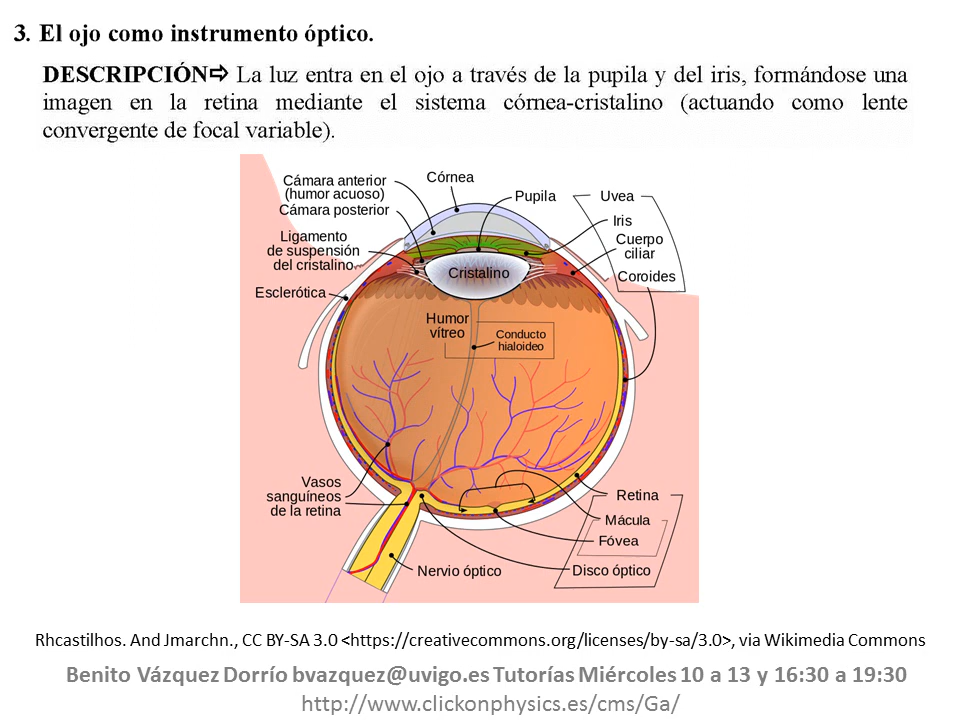 3. El ojo como instrumento óptico.
DESCRIPCIÓN⇨ La luz entra en el ojo a través de la pupila y del iris, formándose una
imagen en la retina mediante el sistema córnea-cristalino (actuando como lente
convergente de focal variable).
Cámara anterior
(humor acuoso)
Cámara posterior
Córnea
Pupila
Uvea
Iris
Cuerpo
ciliar
Coroides
Ligamento
de suspensión
del cristalino
Esclerótica
Cristalino
Humor
vítreo
Conducto
hialoideo
Vasos
sanguíneos
de la retina
Retina
Mácula
Fóvea
Nervio óptico
Disco óptico
Rhcastilhos. And Jmarchn., CC BY-SA 3.0 <https://creativecommons.org/licenses/by-sa/3.0>, via Wikimedia Commons
Benito Vázquez Dorrío bvazquez@uvigo.es Tutorías Miércoles 10 a 13 y 16:30 a 19:30
http://www.clickonphysics.es/cms/Ga/